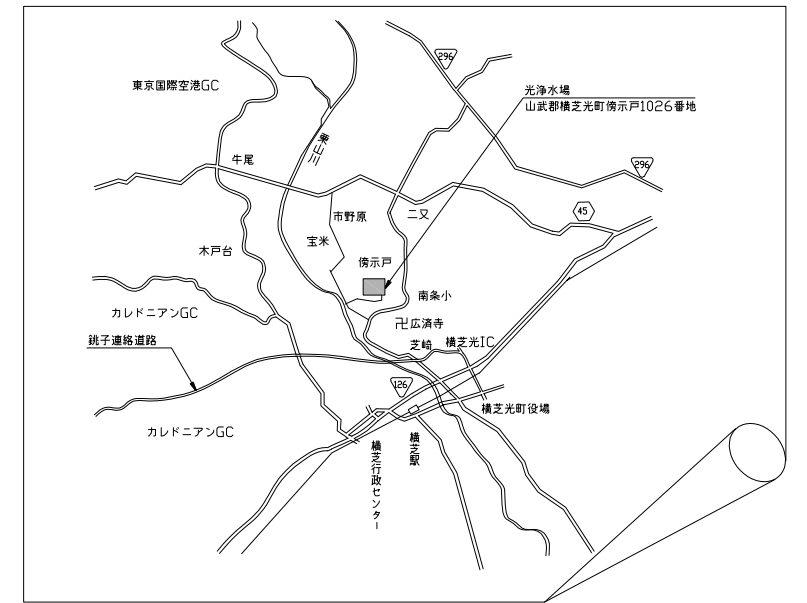 296
東京国際空港GC
光浄水場
山武郡横芝光町傍示戸1026番地
牛尾
296
市野原
二又
45
宝米
木戸台
傍示戸
南条小
カレドニアンGC
卍広済寺
銚子連絡道路
芝崎
横芝光IC
126
横芝光町役場
カレドニアンGC
横芝駅
横芝行政センター